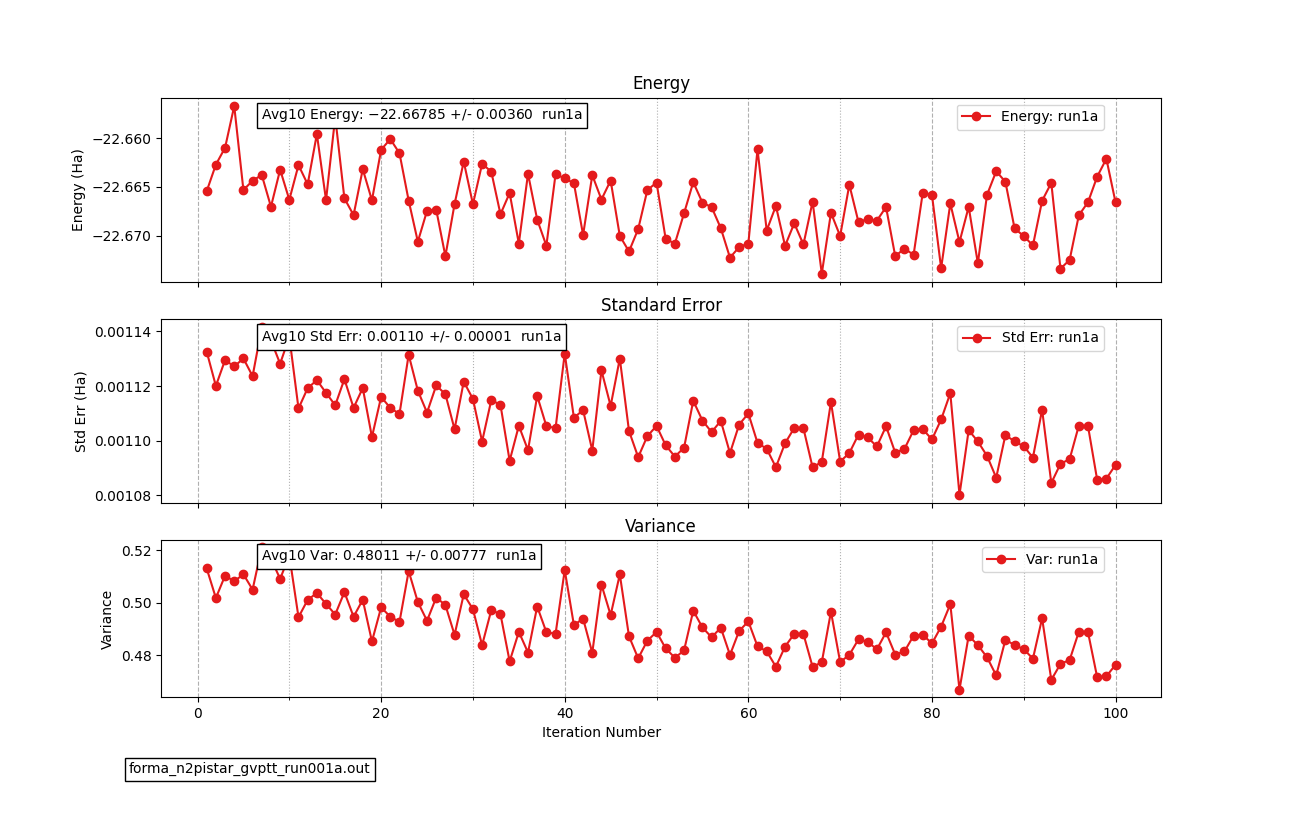 Energy
Avg10 Energy: −22.66785 +/- 0.00360 run1a
Energy: run1a
−22.660
−22.665
−22.670
Energy (Ha)
Standard Error
Avg10 Std Err: 0.00110 +/- 0.00001 run1a
Std Err: run1a
0.00114
0.00112
0.00110
0.00108
Std Err (Ha)
Variance
Avg10 Var: 0.48011 +/- 0.00777 run1a
Var: run1a
0.52
0.50
0.48
Variance
0 20 40 60 80 100
Iteration Number
forma_n2pistar_gvptt_run001a.out